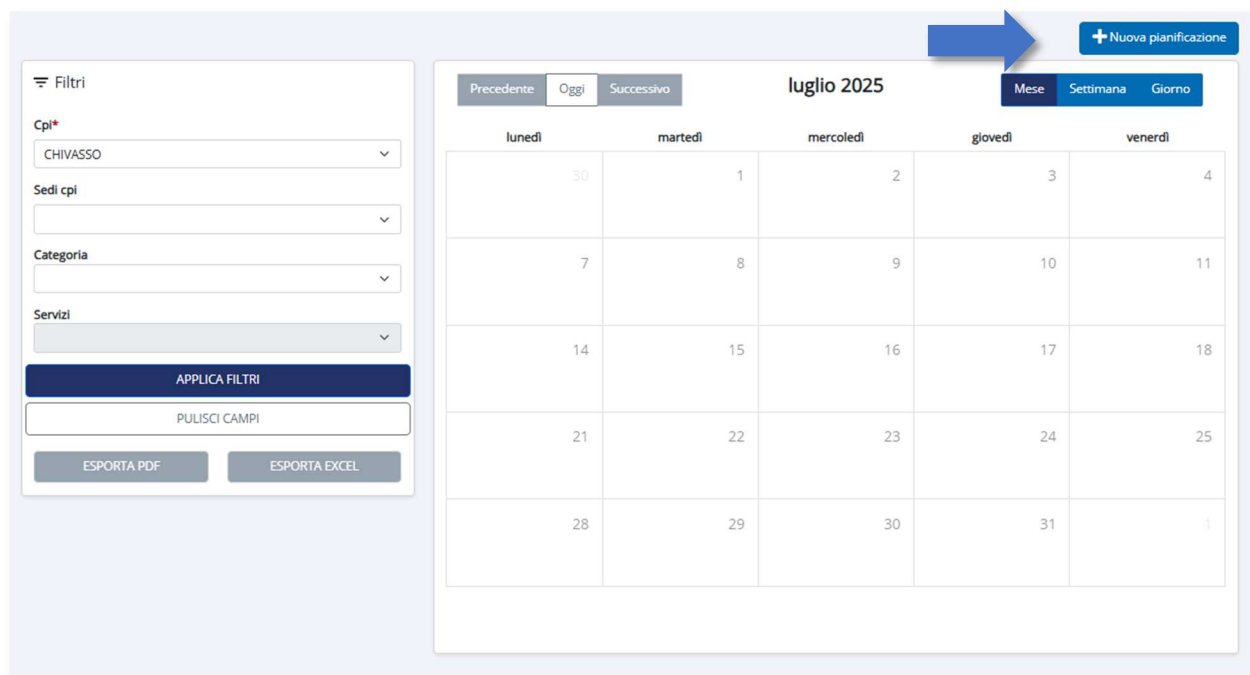 Nuova pianificazione
Filtri
Cpi*
CHIVASSO
Sedi cpi
Categoria
Servizi
APPLICA FILTRI
PULISCI CAMPI
ESPORTA PDF ESPORTA EXCEL
Precedente Oggi Successivo luglio 2025 Mese Settimana Giorno
lunedì martedì mercoledì giovedì venerdì
30 1 2 3 4
7 8 9 10 11
14 15 16 17 18
21 22 23 24 25
28 29 30 31 1